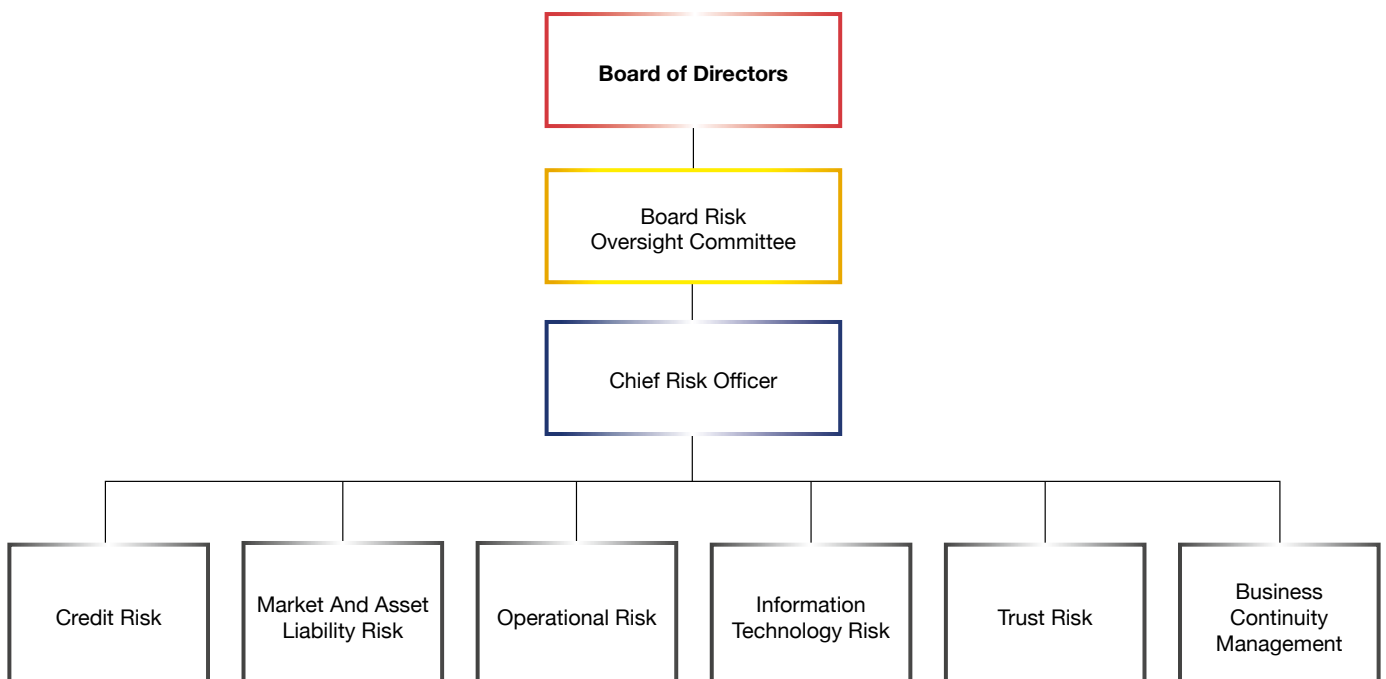 Board of Directors
Board Risk
Oversight Committee
Chief Risk Officer
Credit Risk
Market And Asset
Liability Risk
Operational Risk
Information
Technology Risk
Trust Risk
Business
Continuity
Management